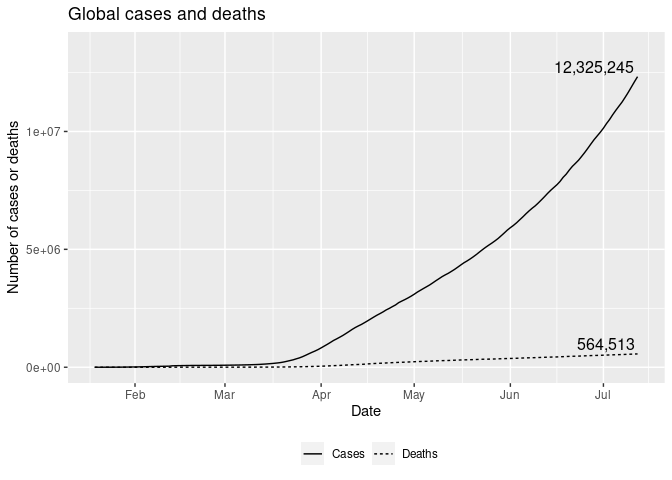 Global cases and deaths
12,325,245
1e+07
Number of cases or deaths
5e+06
564,513
0e+00
Feb Mar Apr May Jun Jul
Date
Cases Deaths